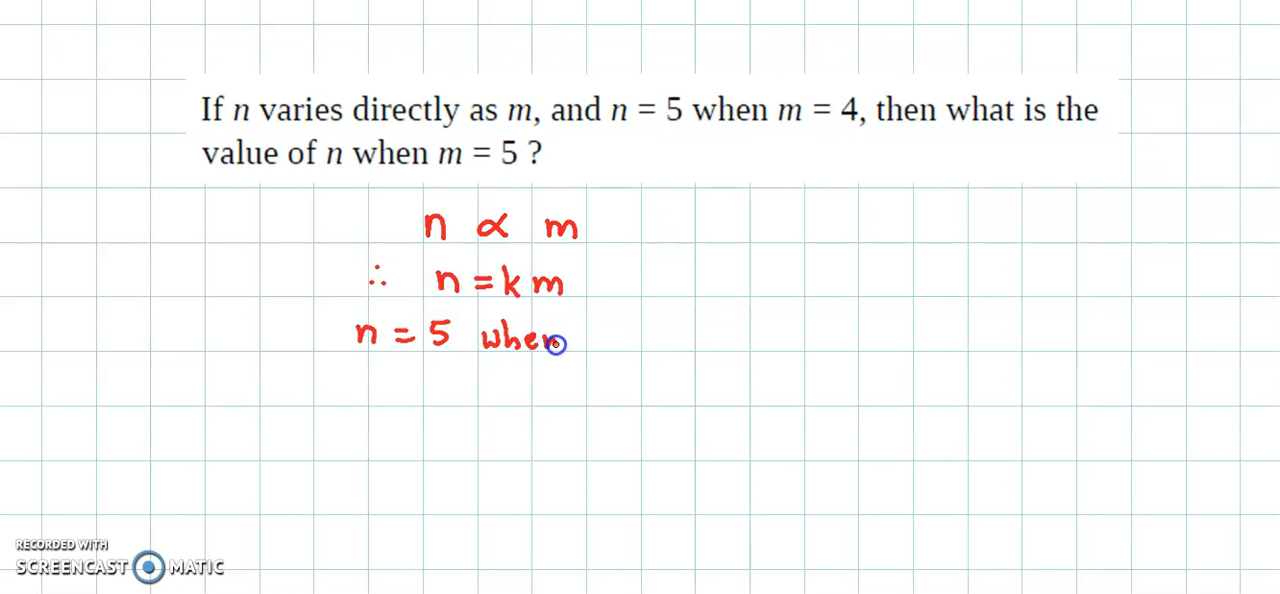 If n varies directly as m, and n = 5 when m = 4, then what is the
value of n when m = 5 ?
n ∝ m
∴ n = k m
n = 5 when
RECORDED WITH
SCREENCAST MATIC